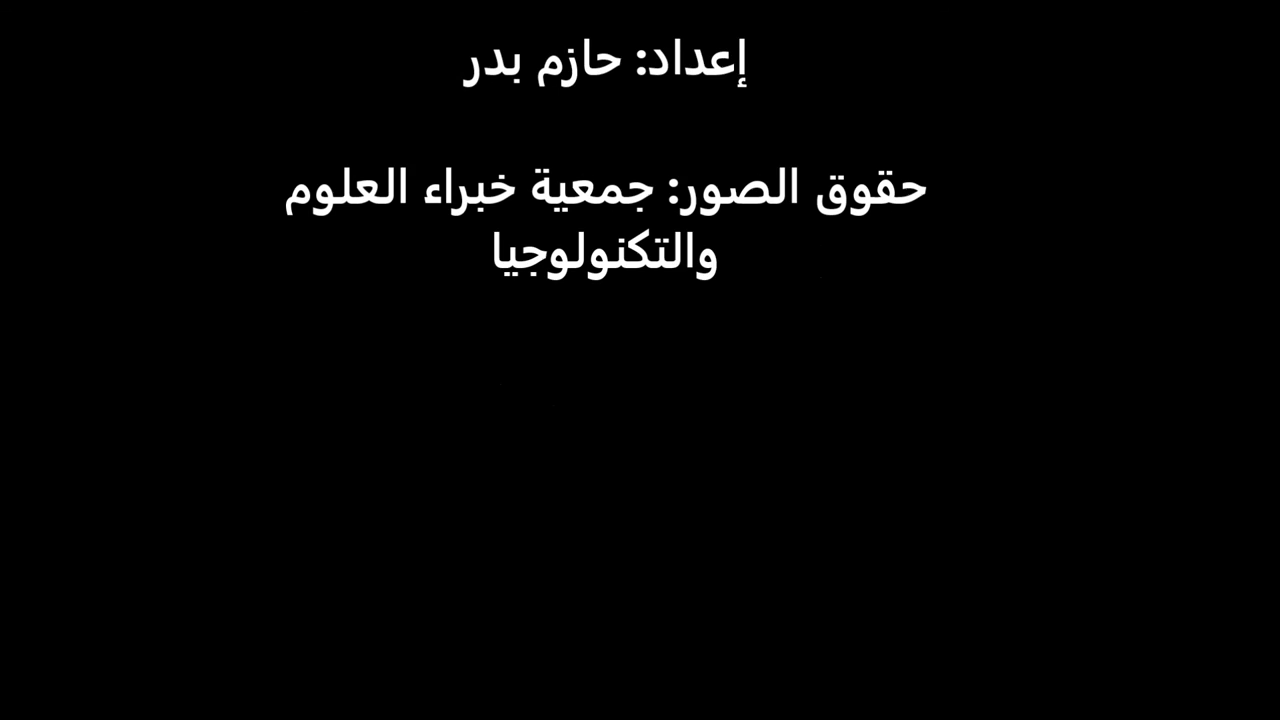 إعداد: حازم بدر
حقوق الصور: جمعية خبراء العلوم
والتكنولوجيا